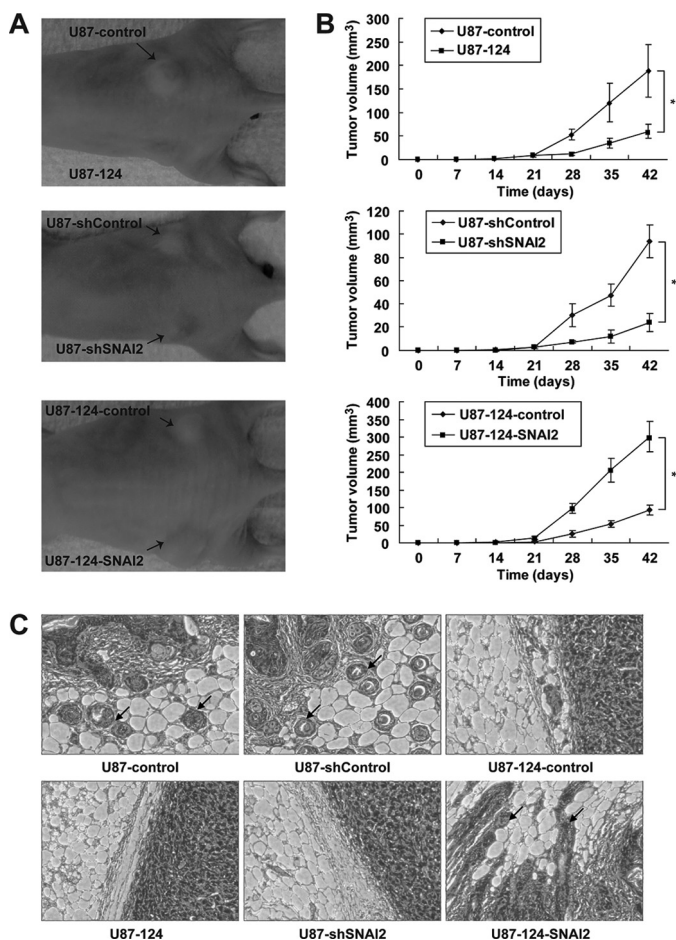 A
U87-control
U87-124
U87-shControl
U87-shSNAI2
U87-124-control
U87-124-SNAI2
B
Tumor volume (mm3)
300
250
200
150
100
50
0
U87-control
U87-124
*
0 7 14 21 28 35 42
Time (days)
Tumor volume (mm3)
120
100
80
60
40
20
0
U87-shControl
U87-shSNAI2
*
0 7 14 21 28 35 42
Time (days)
Tumor volume (mm3)
400
350
300
250
200
150
100
50
0
U87-124-control
U87-124-SNAI2
*
0 7 14 21 28 35 42
Time (days)
C
U87-control
U87-shControl
U87-124-control
U87-124
U87-shSNAI2
U87-124-SNAI2